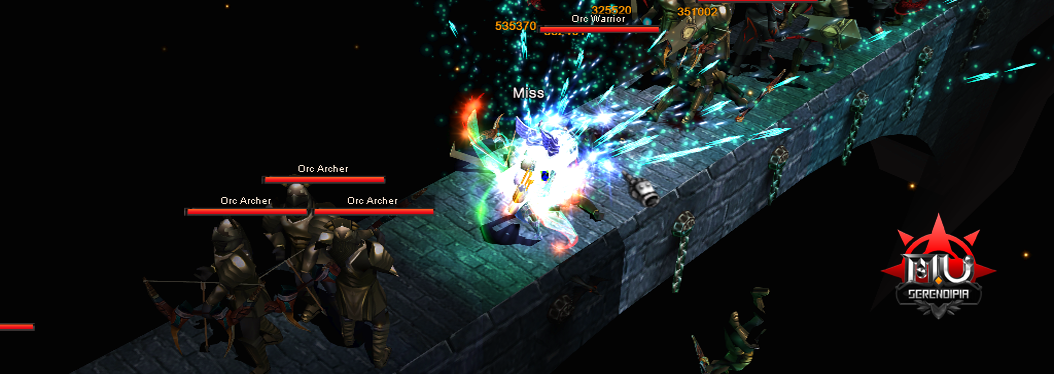 325520
Orc Warrior
351002
535370
Miss
Orc Archer
Orc Archer
Orc Archer
MU
SERENDIPIA